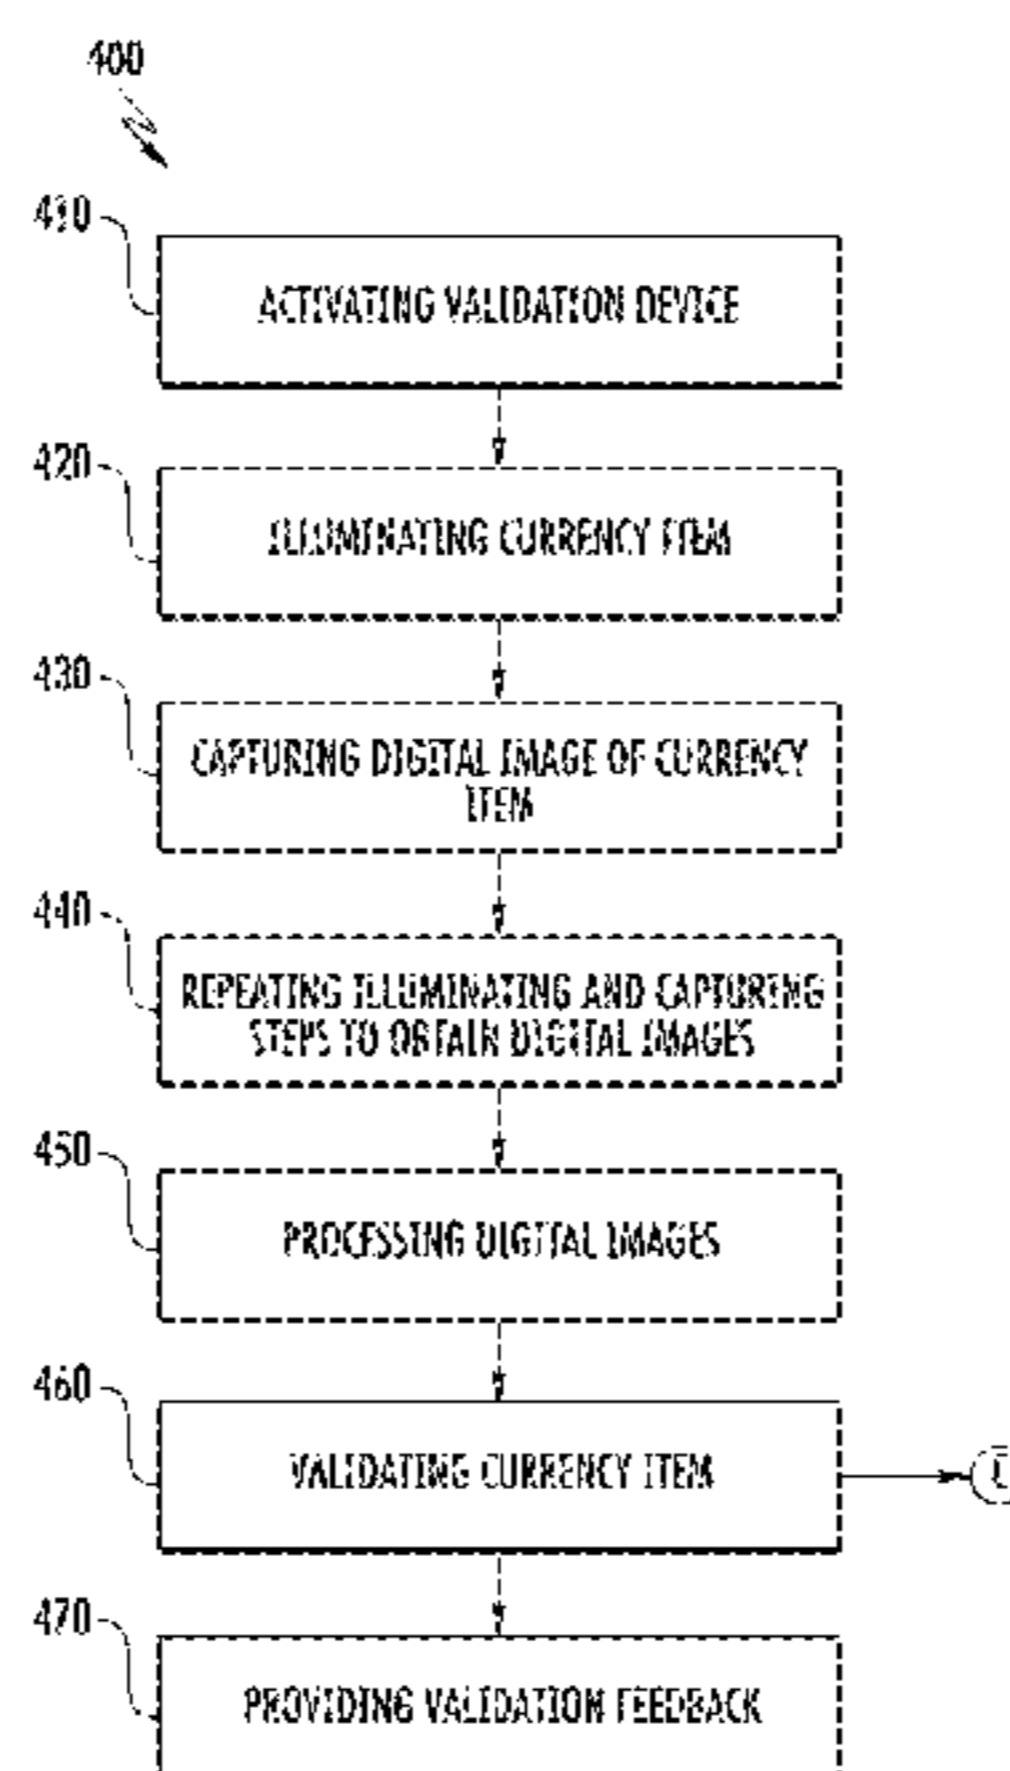 400
410
ACTIVATING VALIDATION DEVICE
420
ILLUMINATING CURRENCY ITEM
430
CAPTURING DIGITAL IMAGE OF CURRENCY
ITEM
440
REPEATING ILLUMINATING AND CAPTURING
STEPS TO OBTAIN DIGITAL IMAGES
450
PROCESSING DIGITAL IMAGES
460
VALIDATING CURRENCY ITEM
470
PROVIDING VALIDATION FEEDBACK